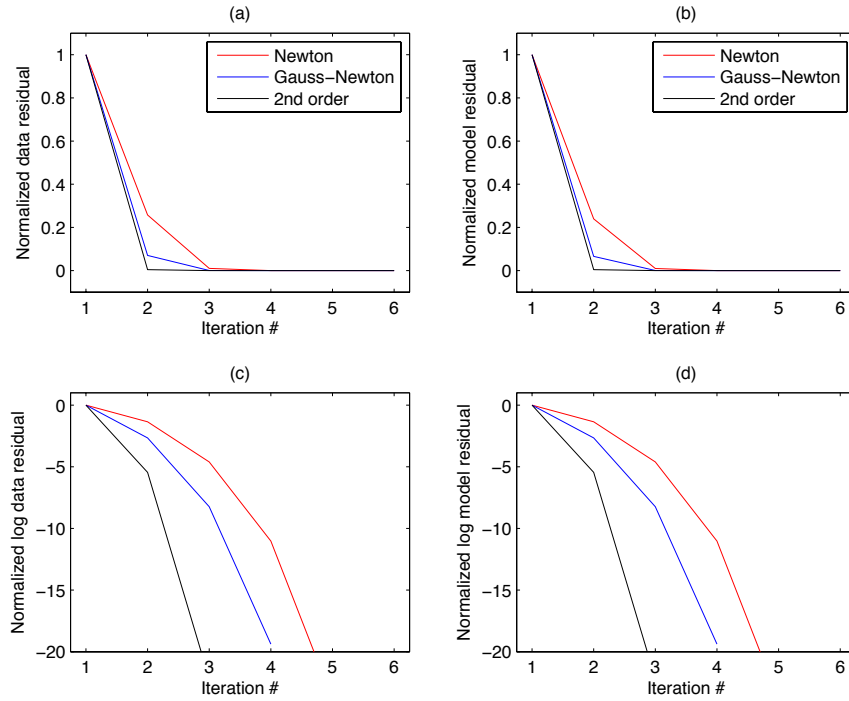 (a)
Normalized data residual
1
0.8
0.6
0.4
0.2
0
Newton
Gauss−Newton
2nd order
1 2 3 4 5 6
Iteration #
(b)
Normalized model residual
1
0.8
0.6
0.4
0.2
0
Newton
Gauss−Newton
2nd order
1 2 3 4 5 6
Iteration #
(c)
Normalized log data residual
0
−5
−10
−15
−20
1 2 3 4 5 6
Iteration #
(d)
Normalized log model residual
0
−5
−10
−15
−20
1 2 3 4 5 6
Iteration #